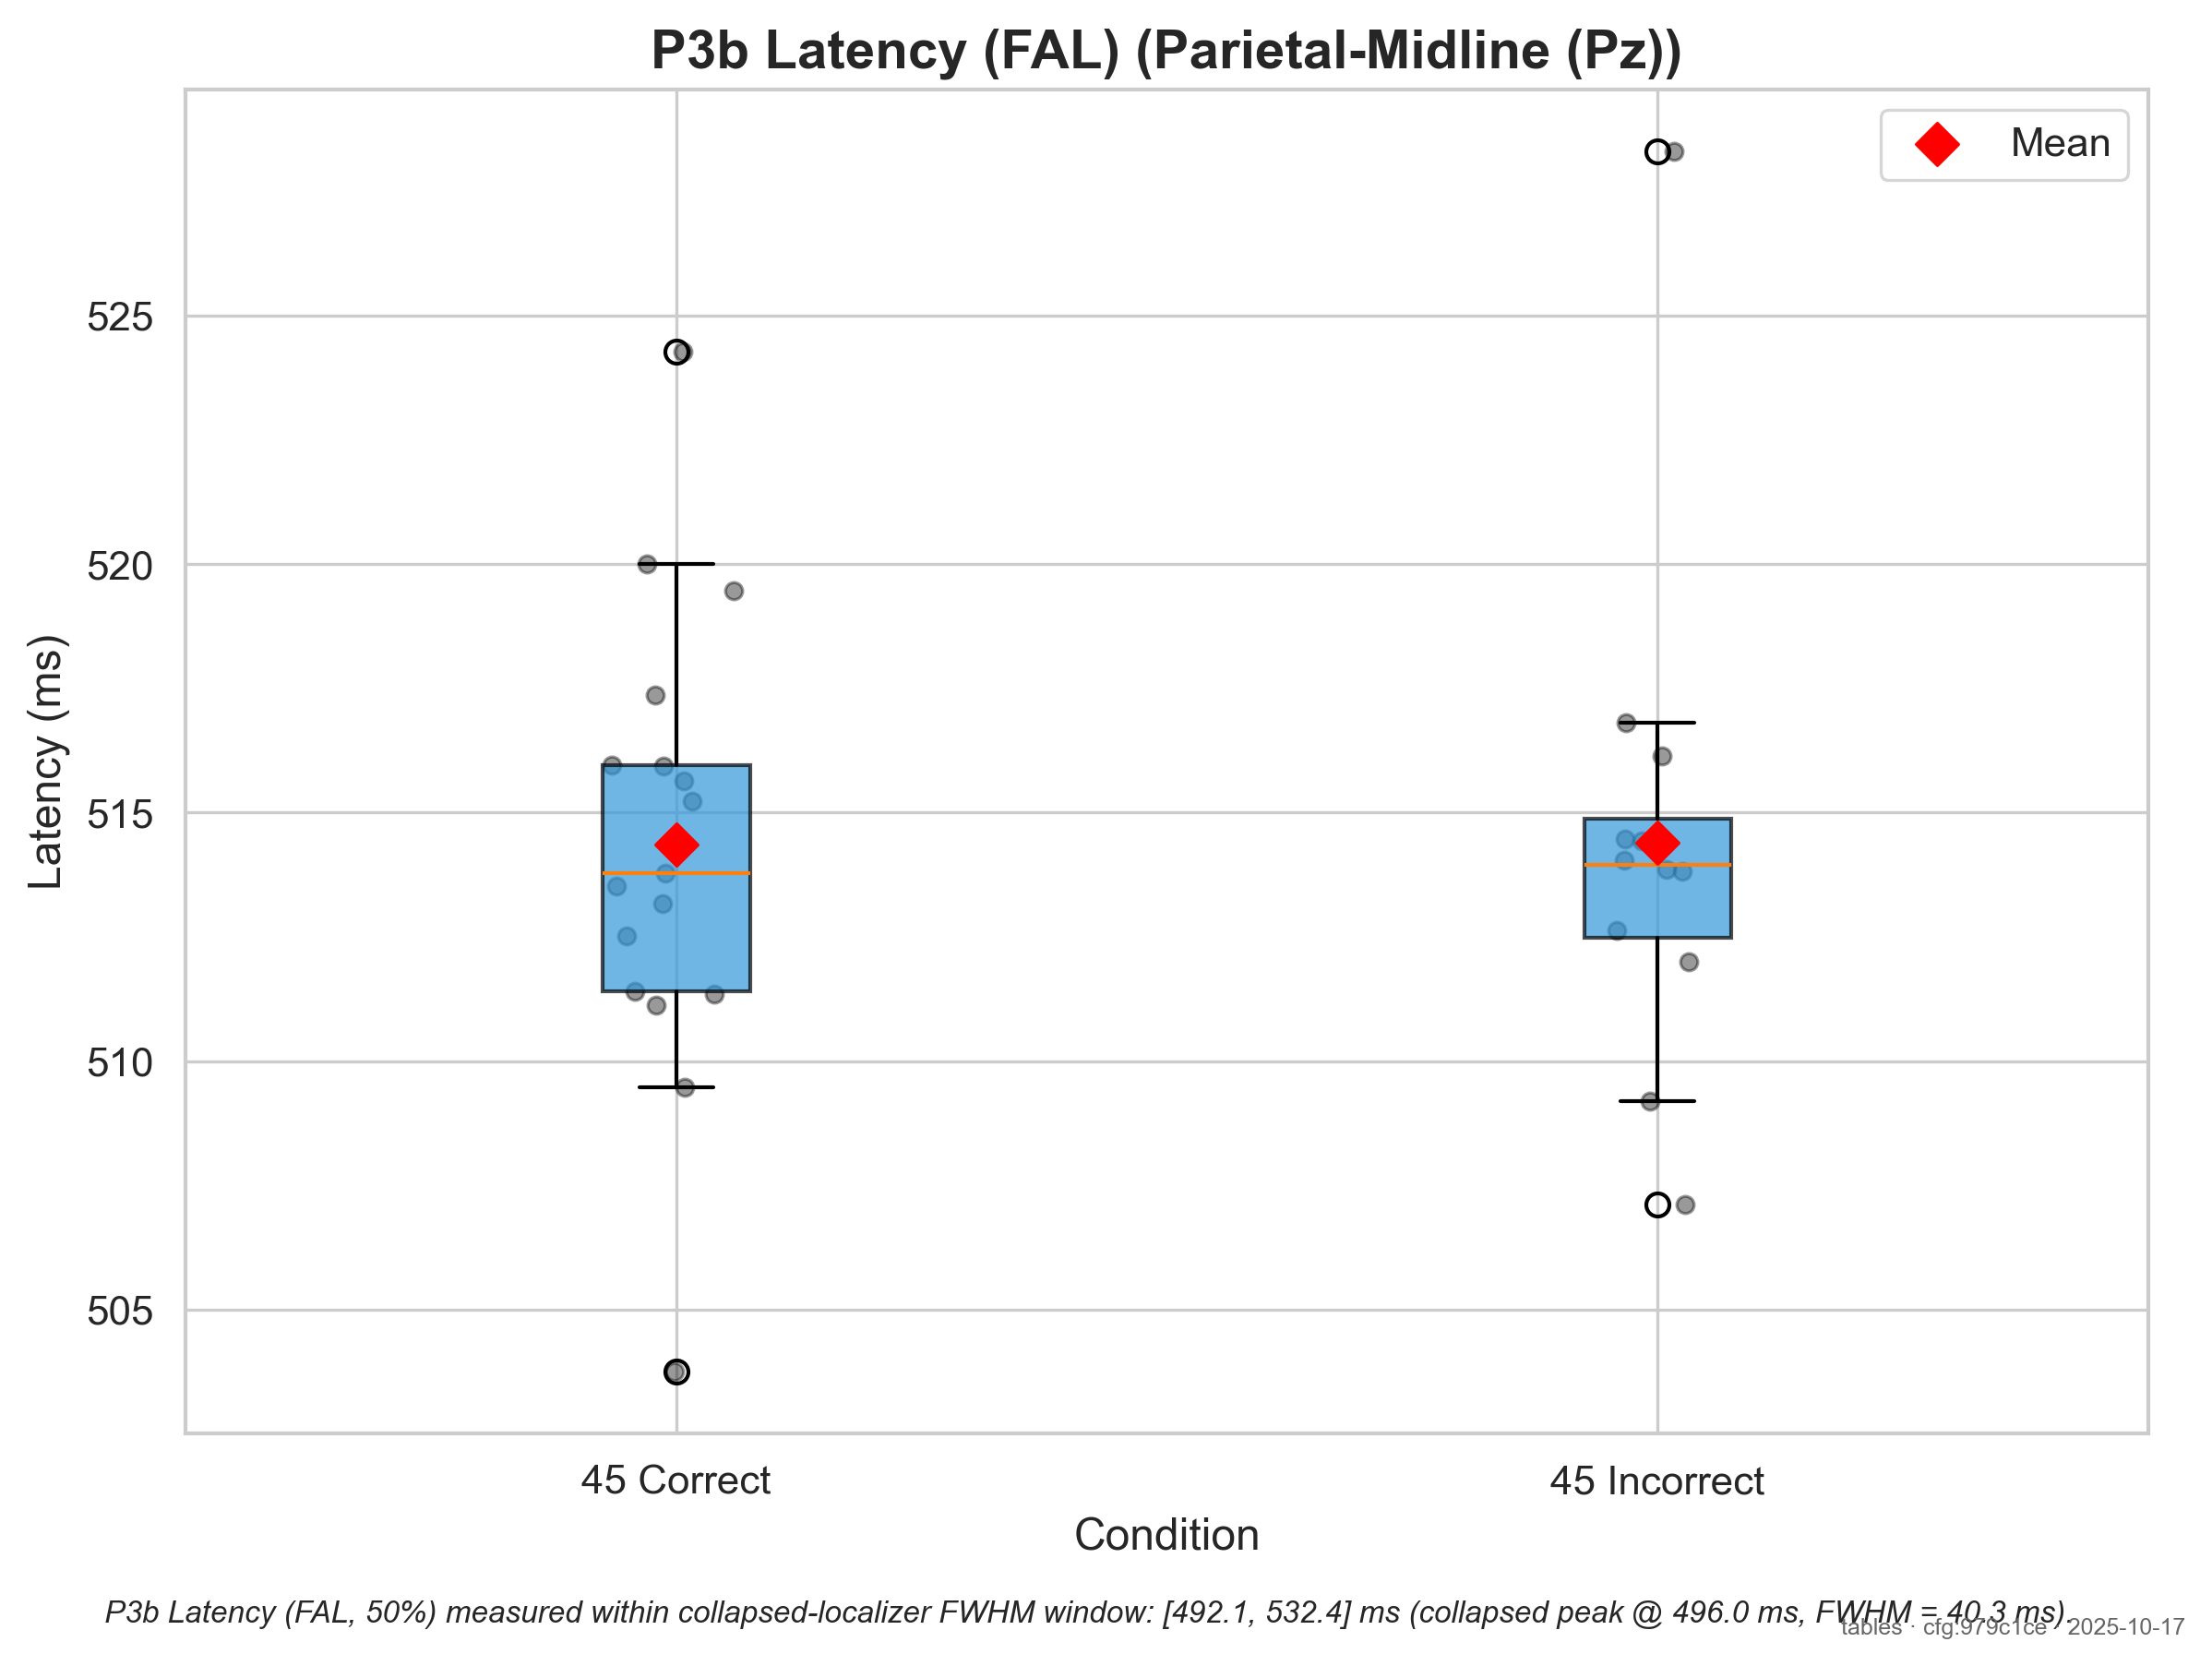 P3b Latency (FAL) (Parietal-Midline (Pz))
Mean
Latency (ms)
525
520
515
510
505
45 Correct
45 Incorrect
Condition
P3b Latency (FAL, 50%) measured within collapsed-localizer FWHM window: [492.1, 532.4] ms (collapsed peak @ 496.0 ms, FWHM = 40.3 ms).
tables · cfg:979c1ce · 2025-10-17